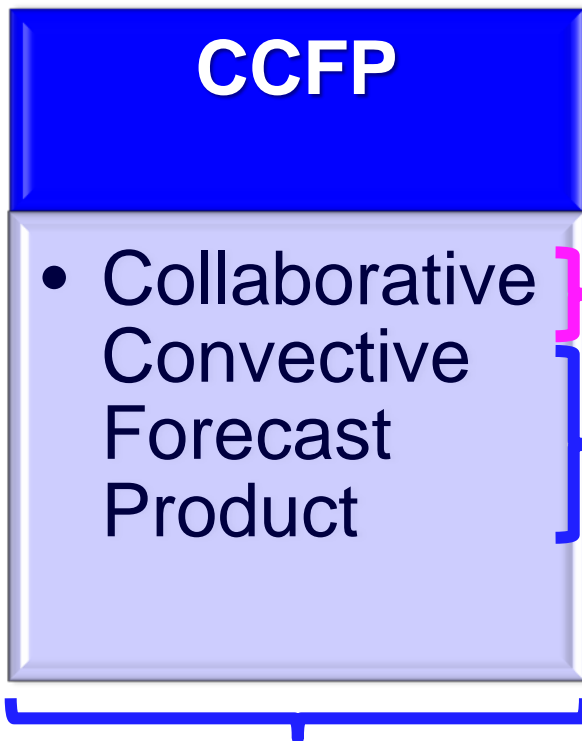 CCFP
• Collaborative
Convective
Forecast
Product